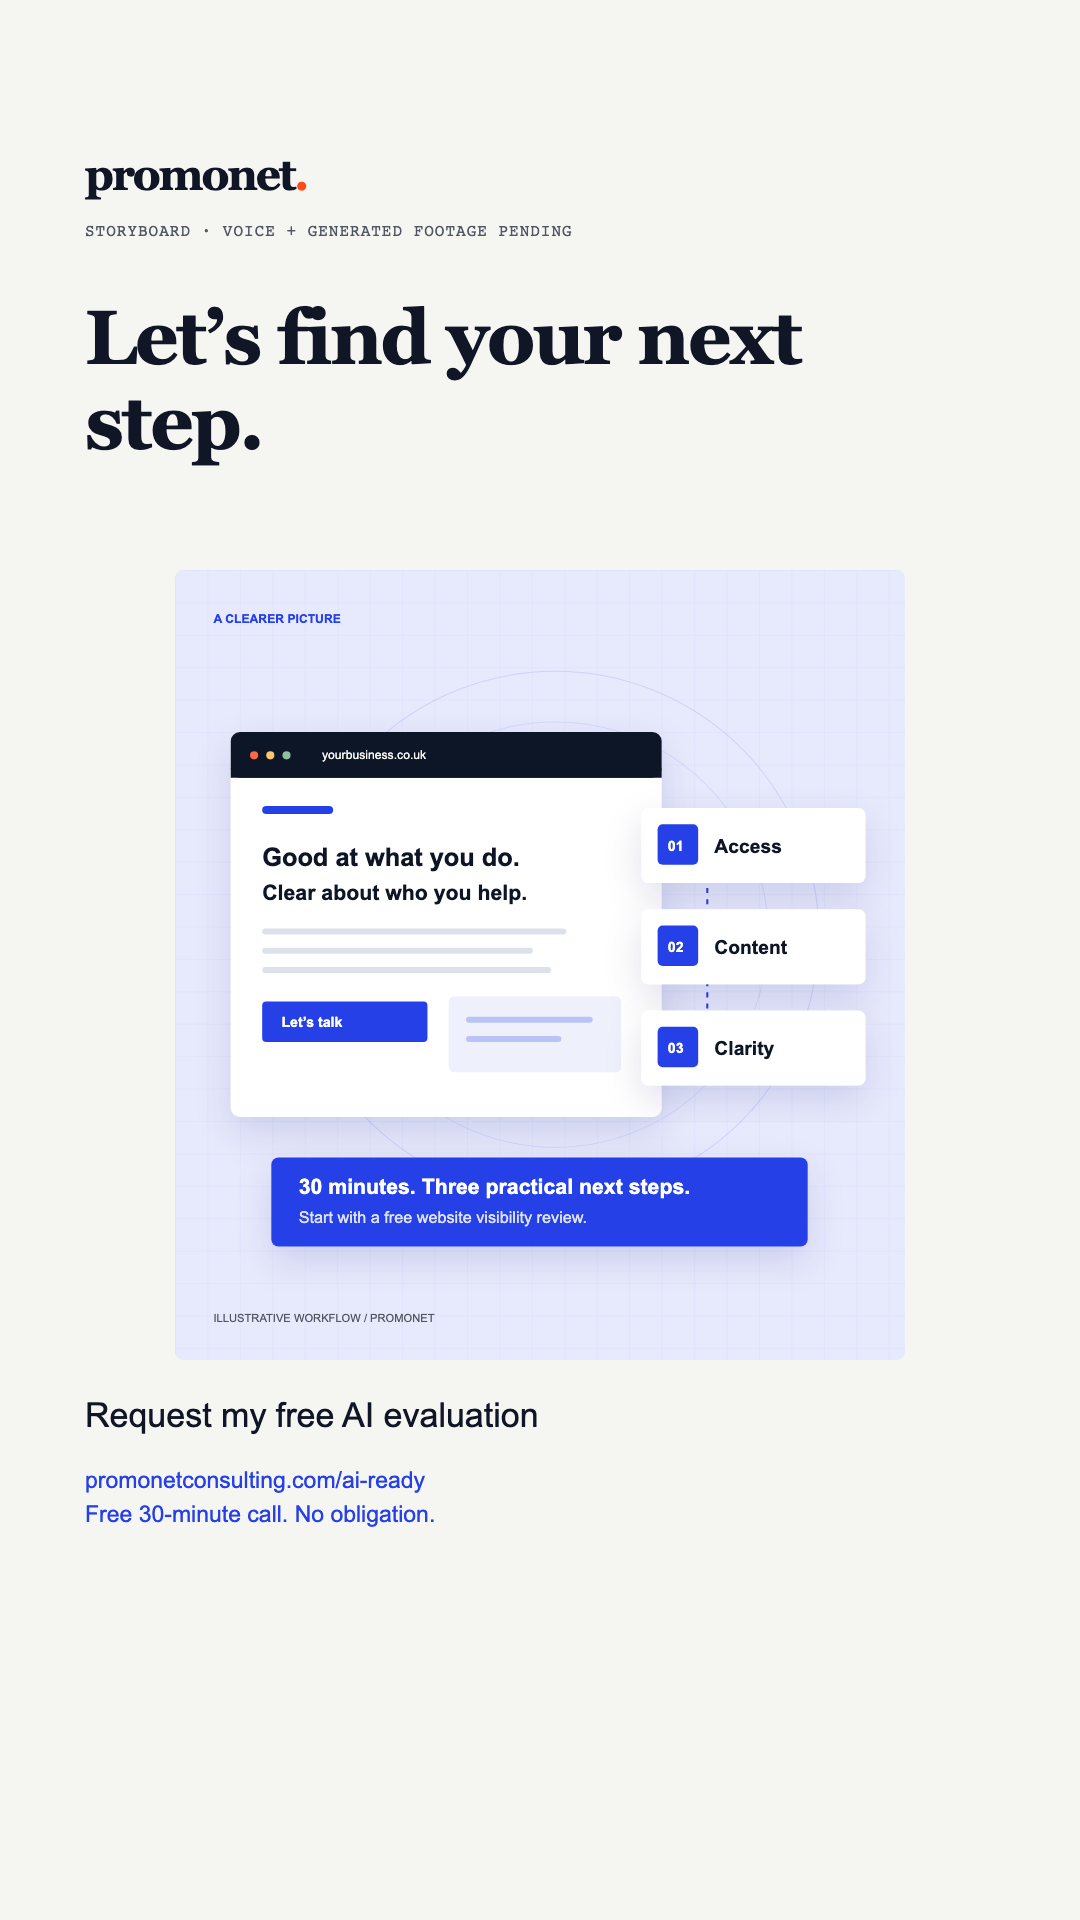 promonet.
STORYBOARD · VOICE + GENERATED FOOTAGE PENDING
Let’s find your next
step.
A CLEARER PICTURE
yourbusiness.co.uk
Good at what you do.
Clear about who you help.
Let’s talk
01 Access
02 Content
03 Clarity
30 minutes. Three practical next steps.
Start with a free website visibility review.
ILLUSTRATIVE WORKFLOW / PROMONET
Request my free AI evaluation
promonetconsulting.com/ai-ready
Free 30-minute call. No obligation.